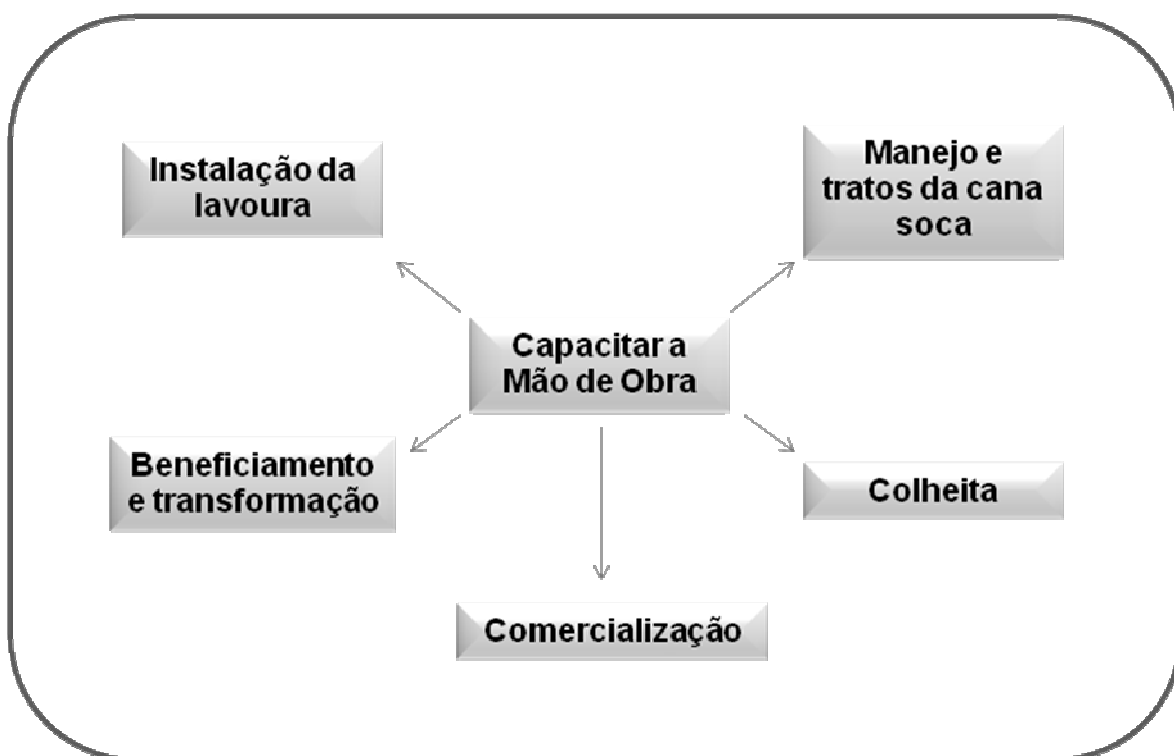 Instalação da
lavoura
Manejo e
tratos da cana
soca
Capacitar a
Mão de Obra
Beneficiamento
e transformação
Colheita
Comercialização